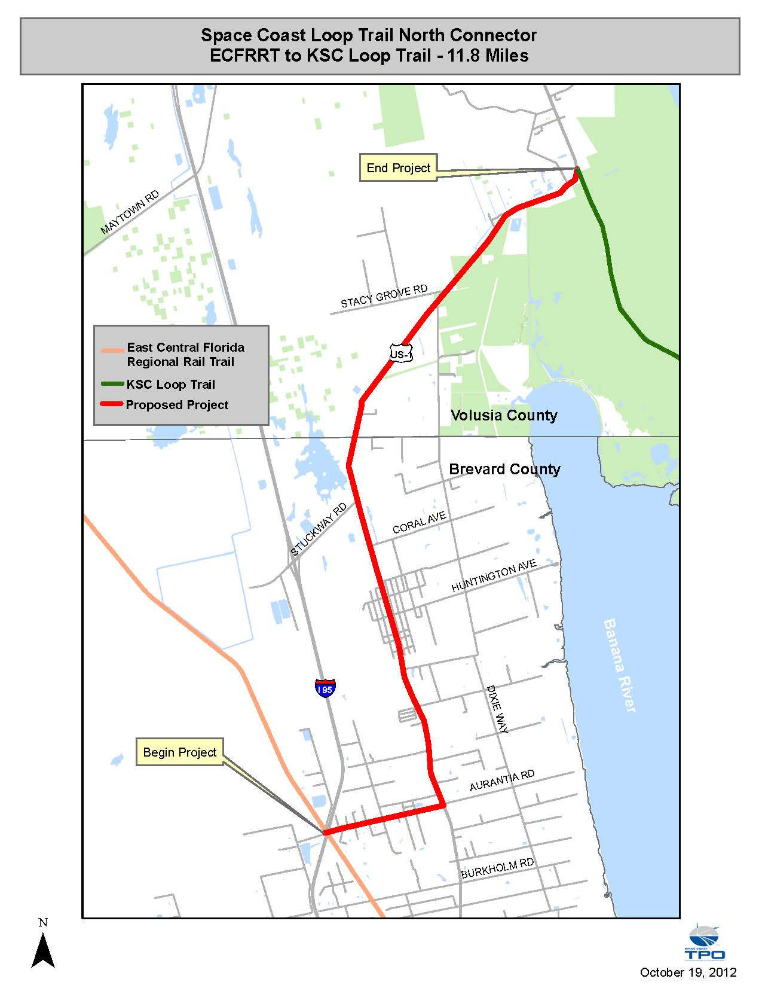 Space Coast Loop Trail North Connector
ECFRRT to KSC Loop Trail - 11.8 Miles
End Project
MAYTOWN RD
STACY GROVE RD
East Central Florida
Regional Rail Trail
KSC Loop Trail
Proposed Project
US-1
Volusia County
Brevard County
STUCKWAY RD
CORAL AVE
HUNTINGTON AVE
Banana River
I 95
DIXIE WAY
Begin Project
AURANTIA RD
BURKHOLM RD
N
SPACE COAST
TPO
October 19, 2012